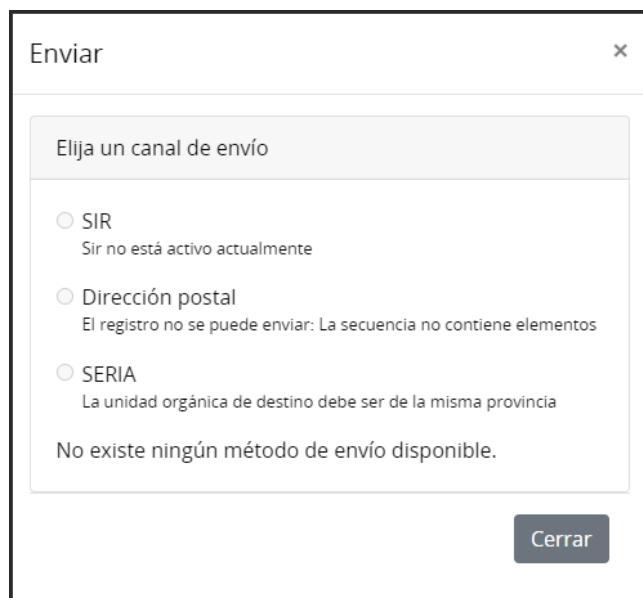 Enviar
×
Elija un canal de envío
SIR
Sir no está activo actualmente
Dirección postal
El registro no se puede enviar: La secuencia no contiene elementos
SERIA
La unidad orgánica de destino debe ser de la misma provincia
No existe ningún método de envío disponible.
Cerrar